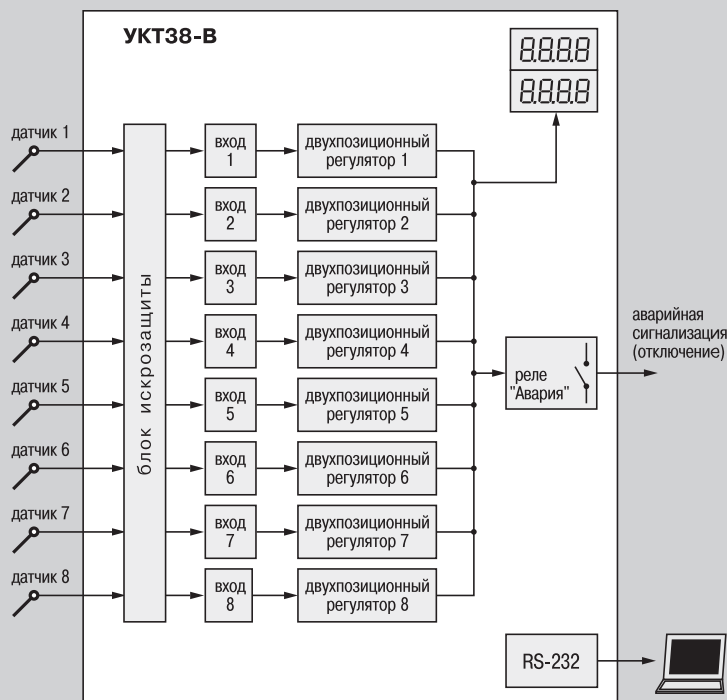 УКТ38-В
8.8.8.8
8.8.8.8
датчик 1
вход
1
двухпозиционный
регулятор 1
датчик 2
вход
2
двухпозиционный
регулятор 2
датчик 3
вход
3
двухпозиционный
регулятор 3
датчик 4
вход
4
двухпозиционный
регулятор 4
датчик 5
вход
5
двухпозиционный
регулятор 5
датчик 6
вход
6
двухпозиционный
регулятор 6
датчик 7
вход
7
двухпозиционный
регулятор 7
датчик 8
вход
8
двухпозиционный
регулятор 8
блок искрозащиты
реле
"Авария"
аварийная
сигнализация
(отключение)
RS-232